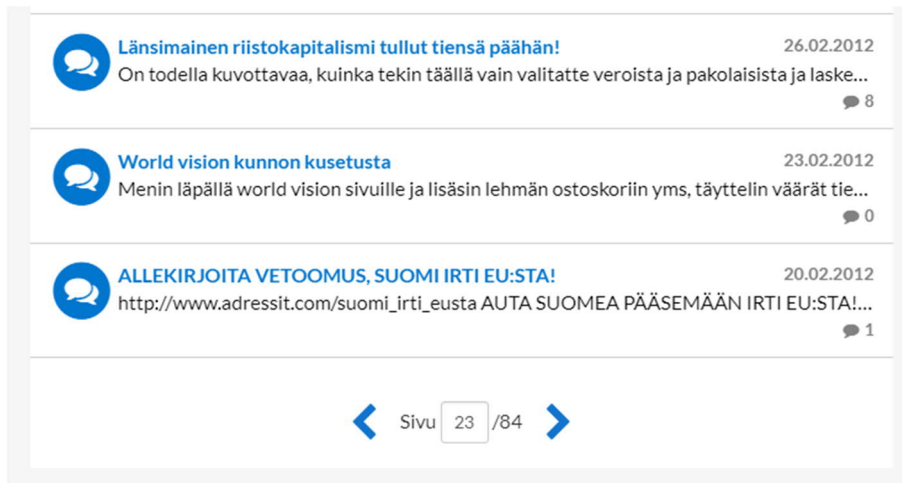 Länsimainen riistokapitalismi tullut tiensä päähän! 26.02.2012
On todella kuvottavaa, kuinka tekin täällä vain valitatte veroista ja pakolaisista ja laske...
8
World vision kunnon kusetusta 23.02.2012
Menin läpällä world vision sivuille ja lisäsin lehmän ostoskoriin yms, täyttelin väärät tie...
0
ALLEKIRJOITA VETOOMUS, SUOMI IRTI EU:STA! 20.02.2012
http://www.adressit.com/suomi_irti_eusta AUTA SUOMEA PÄÄSEMÄÄN IRTI EU:STA!...
1
Sivu 23 /84